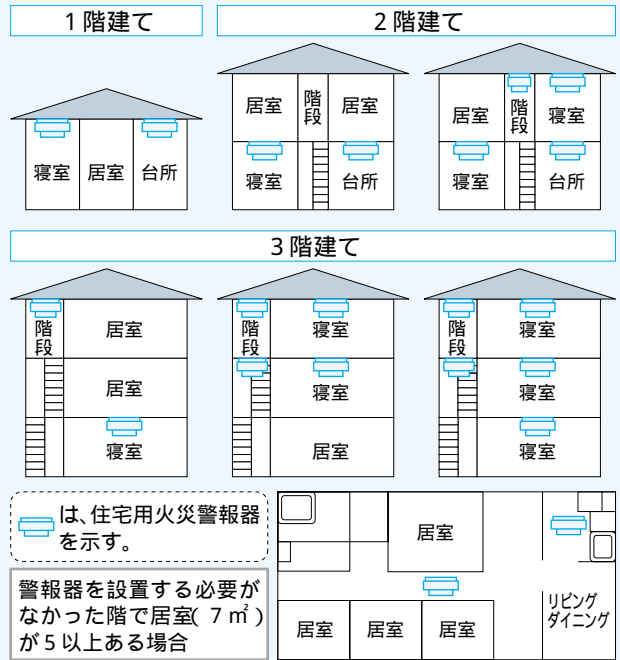 1階建て
2階建て
寝室
居室
台所
居室
階段
居室
寝室
台所
居室
階段
寝室
寝室
台所
3階建て
階段
居室
居室
寝室
階段
寝室
寝室
居室
階段
寝室
寝室
寝室
は、住宅用火災警報器
を示す。
警報器を設置する必要が
なかった階で居室( 7㎡)
が5以上ある場合
居室
居室
居室
居室
リビング
ダイニング